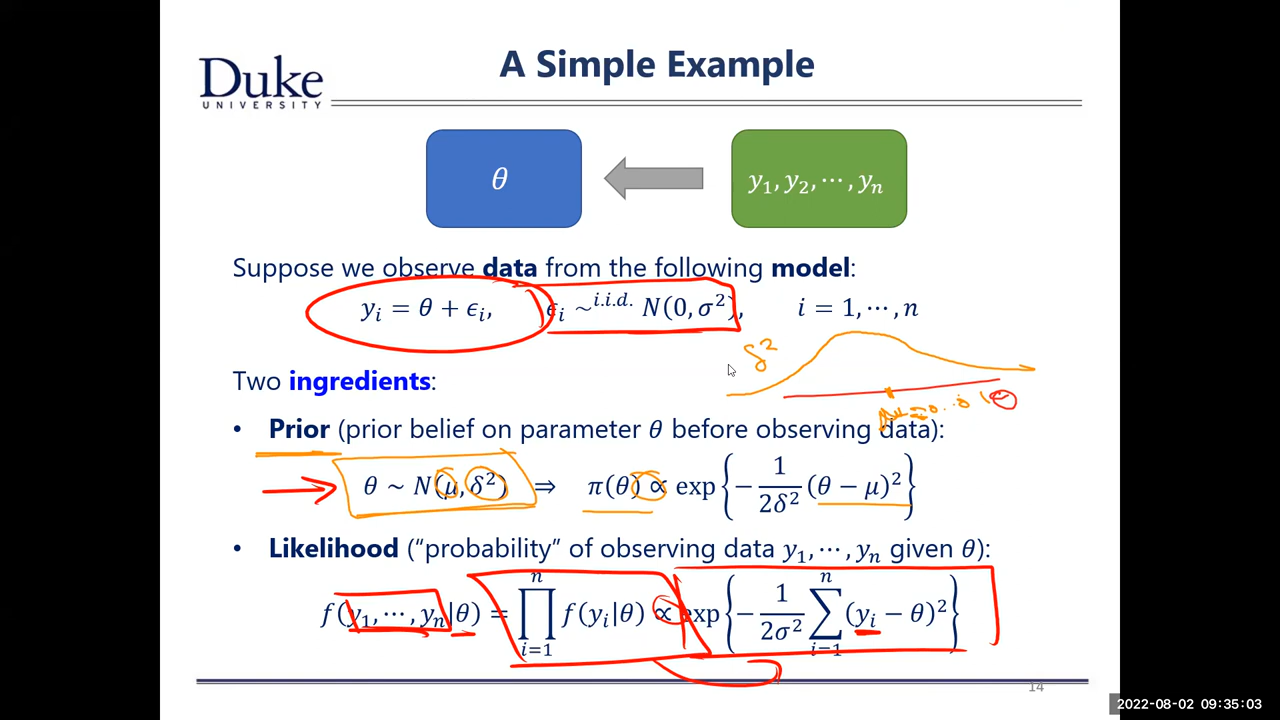 A Simple Example
Duke
UNIVERSITY
θ
y₁, y₂, ⋯, yₙ
Suppose we observe data from the following model:
yᵢ = θ + ϵᵢ, ϵᵢ ~^{i.i.d.} N(0, σ²), i = 1, ⋯, n
δ²
Two ingredients:
• Prior (prior belief on parameter θ before observing data):
θ ~ N(μ, δ²) ⇒ π(θ) ∝ exp{−1/(2δ²) (θ − μ)²}
• Likelihood (“probability” of observing data y₁, ⋯, yₙ given θ):
f(y₁, ⋯, yₙ|θ) = ∏_{i=1}^{n} f(yᵢ|θ) ∝ exp{−1/(2σ²) ∑_{i=1}^{n} (yᵢ − θ)²}
14
2022-08-02 09:35:03